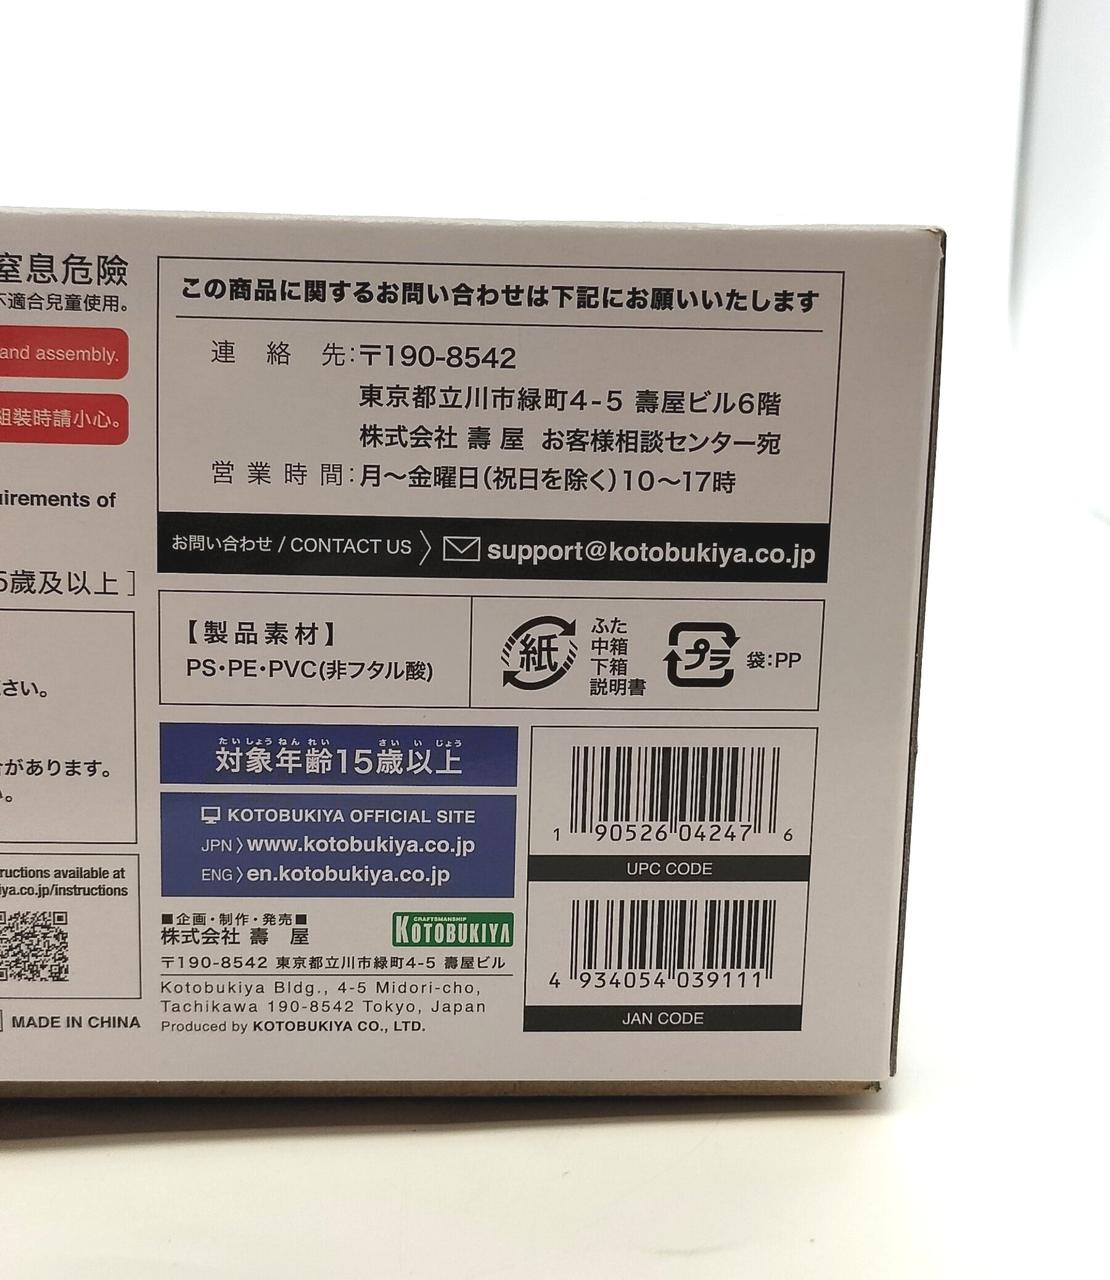 窒息危險
不適合兒童使用。
and assembly.
組裝時請小心。
uirements of
5歲及以上］
ださい。
合があります。
い。
ructions available at
iya.co.jp/instructions
MADE IN CHINA
この商品に関するお問い合わせは下記にお願いいたします
連絡先:〒190-8542
東京都立川市緑町4-5 壽屋ビル6階
株式会社 壽 屋 お客様相談センター宛
営業時間:月〜金曜日(祝日を除く)10〜17時
お問い合わせ / CONTACT US 〉 support@kotobukiya.co.jp
【製品素材】
PS・PE・PVC(非フタル酸)
紙
ふた
中箱
下箱
説明書
プラ
袋:PP
たいしょうねんれい さい いじょう
対象年齢15歳以上
KOTOBUKIYA OFFICIAL SITE
JPN 〉www.kotobukiya.co.jp
ENG 〉en.kotobukiya.co.jp
■企画・制作・発売■
株式会社 壽 屋
CRAFTSMANSHIP
KOTOBUKIYA
〒190-8542 東京都立川市緑町4-5 壽屋ビル
Kotobukiya Bldg., 4-5 Midori-cho,
Tachikawa 190-8542 Tokyo, Japan
Produced by KOTOBUKIYA CO., LTD.
1 90526 04247 6
UPC CODE
4 934054 039111
JAN CODE